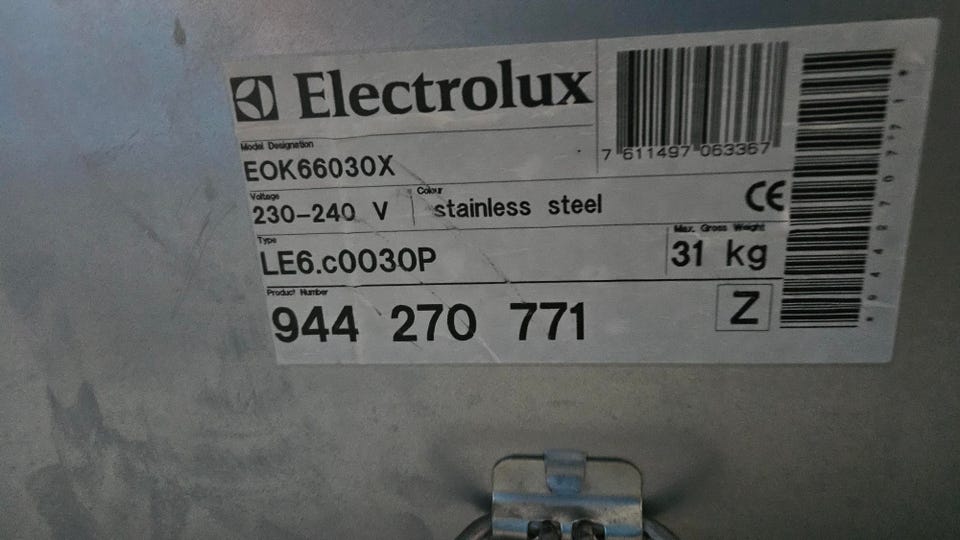 Electrolux
7 611497 063367
Model Designation
EOK66030X
Voltage
230-240 V
Colour
stainless steel
CE
Type
LE6.c0030P
Max. Gross Weight
31 kg
Product Number
944 270 771
Z